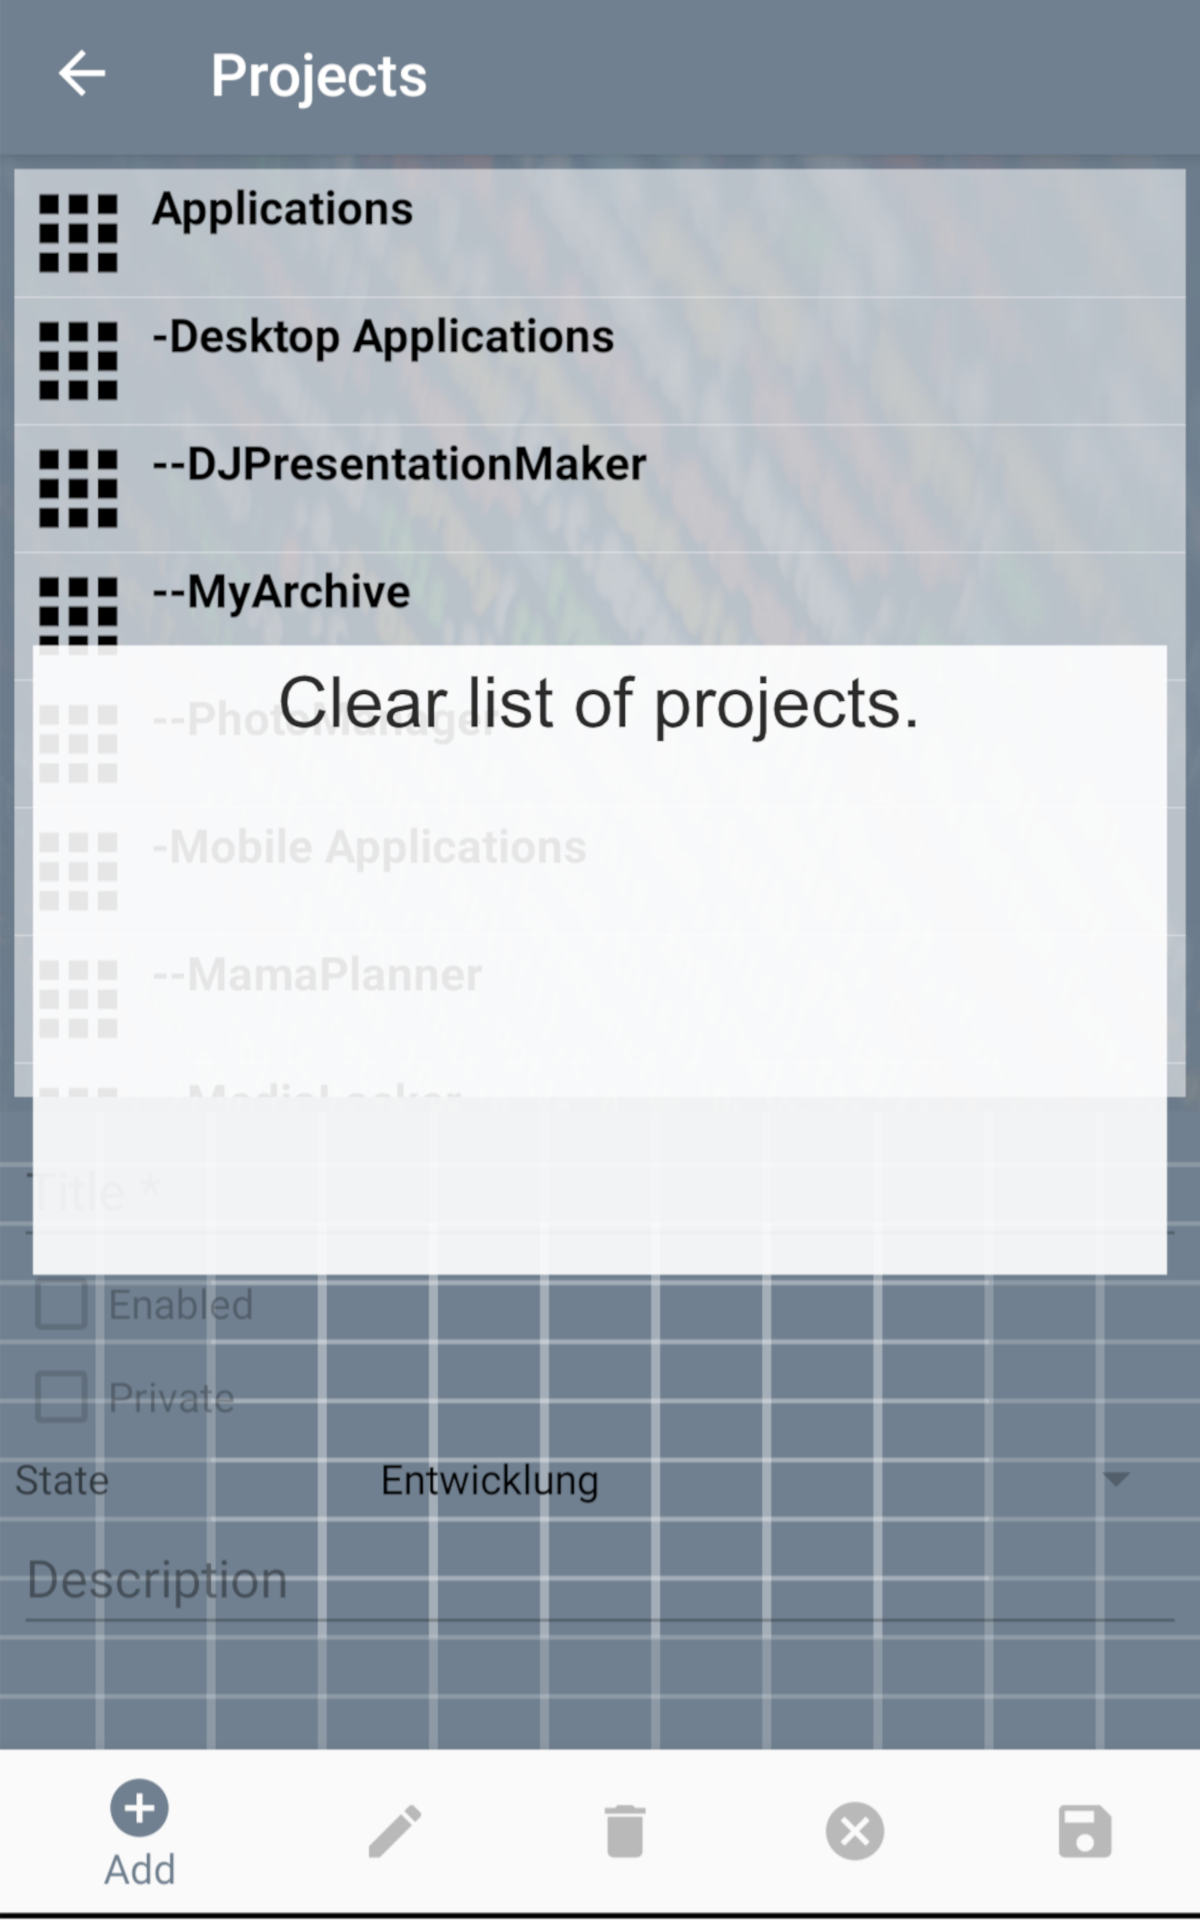 Projects
Applications
-Desktop Applications
--DJPresentationMaker
--MyArchive
Clear list of projects.
--PhotoManager
-Mobile Applications
--MamaPlanner
Title *
Enabled
Private
State Entwicklung
Description
Add